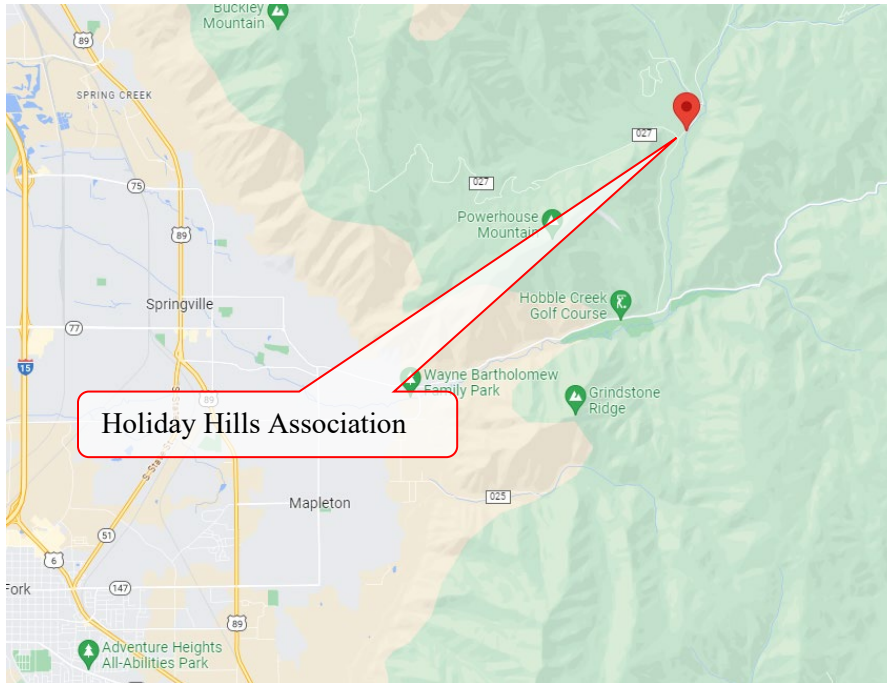 Buckley
Mountain
89
SPRING CREEK
027
75
027
Powerhouse
Mountain
89
Hobble Creek
Golf Course
Springville
77
15
Wayne Bartholomew
Family Park
Grindstone
Ridge
89
Holiday Hills Association
S State St
025
Mapleton
51
6
Fork
147
89
Adventure Heights
All-Abilities Park